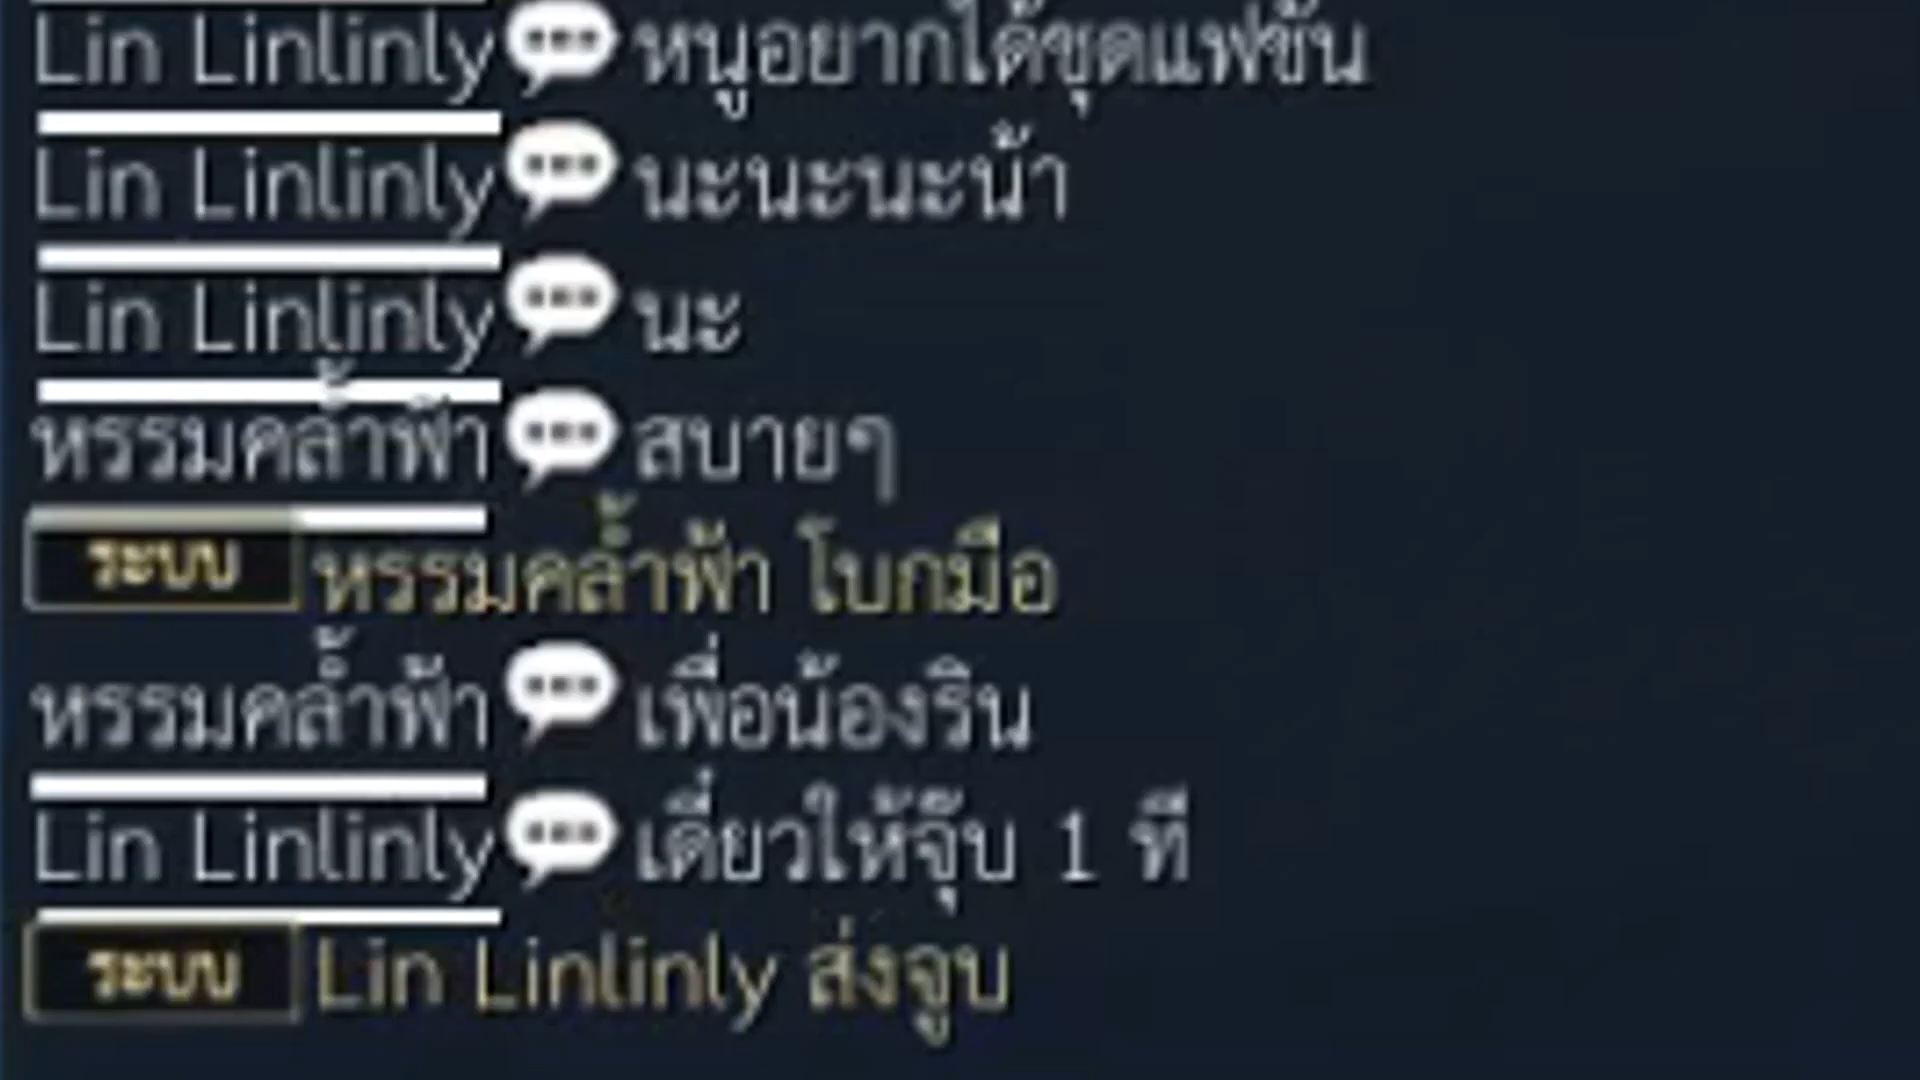 Lin Linlinly หนูอยากได้ชุดแฟชั่น
Lin Linlinly นะนะนะน้า
Lin Linlinly นะ
หรรมคล้ำฟ้า สบายๆ
ระบบ หรรมคล้ำฟ้า โบกมือ
หรรมคล้ำฟ้า เพื่อน้องริน
Lin Linlinly เดี่ยวให้จุ๊บ 1 ที
ระบบ Lin Linlinly ส่งจูบ